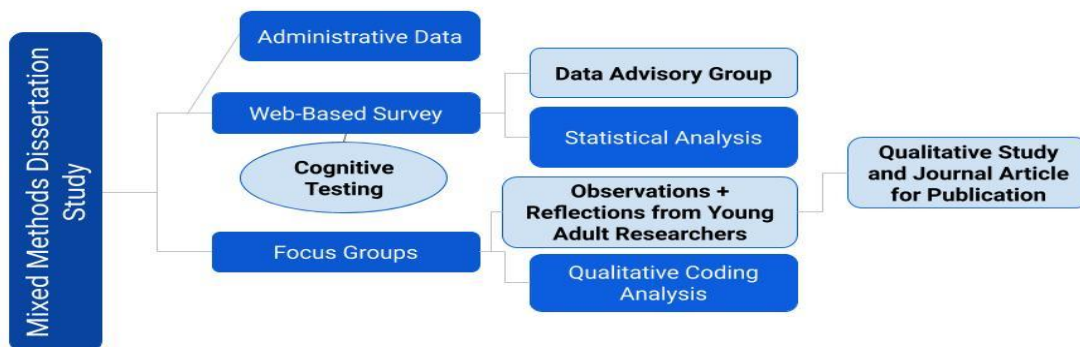 Mixed Methods Dissertation
Study
Administrative Data
Web-Based Survey
Cognitive
Testing
Focus Groups
Data Advisory Group
Statistical Analysis
Observations +
Reflections from Young
Adult Researchers
Qualitative Coding
Analysis
Qualitative Study
and Journal Article
for Publication